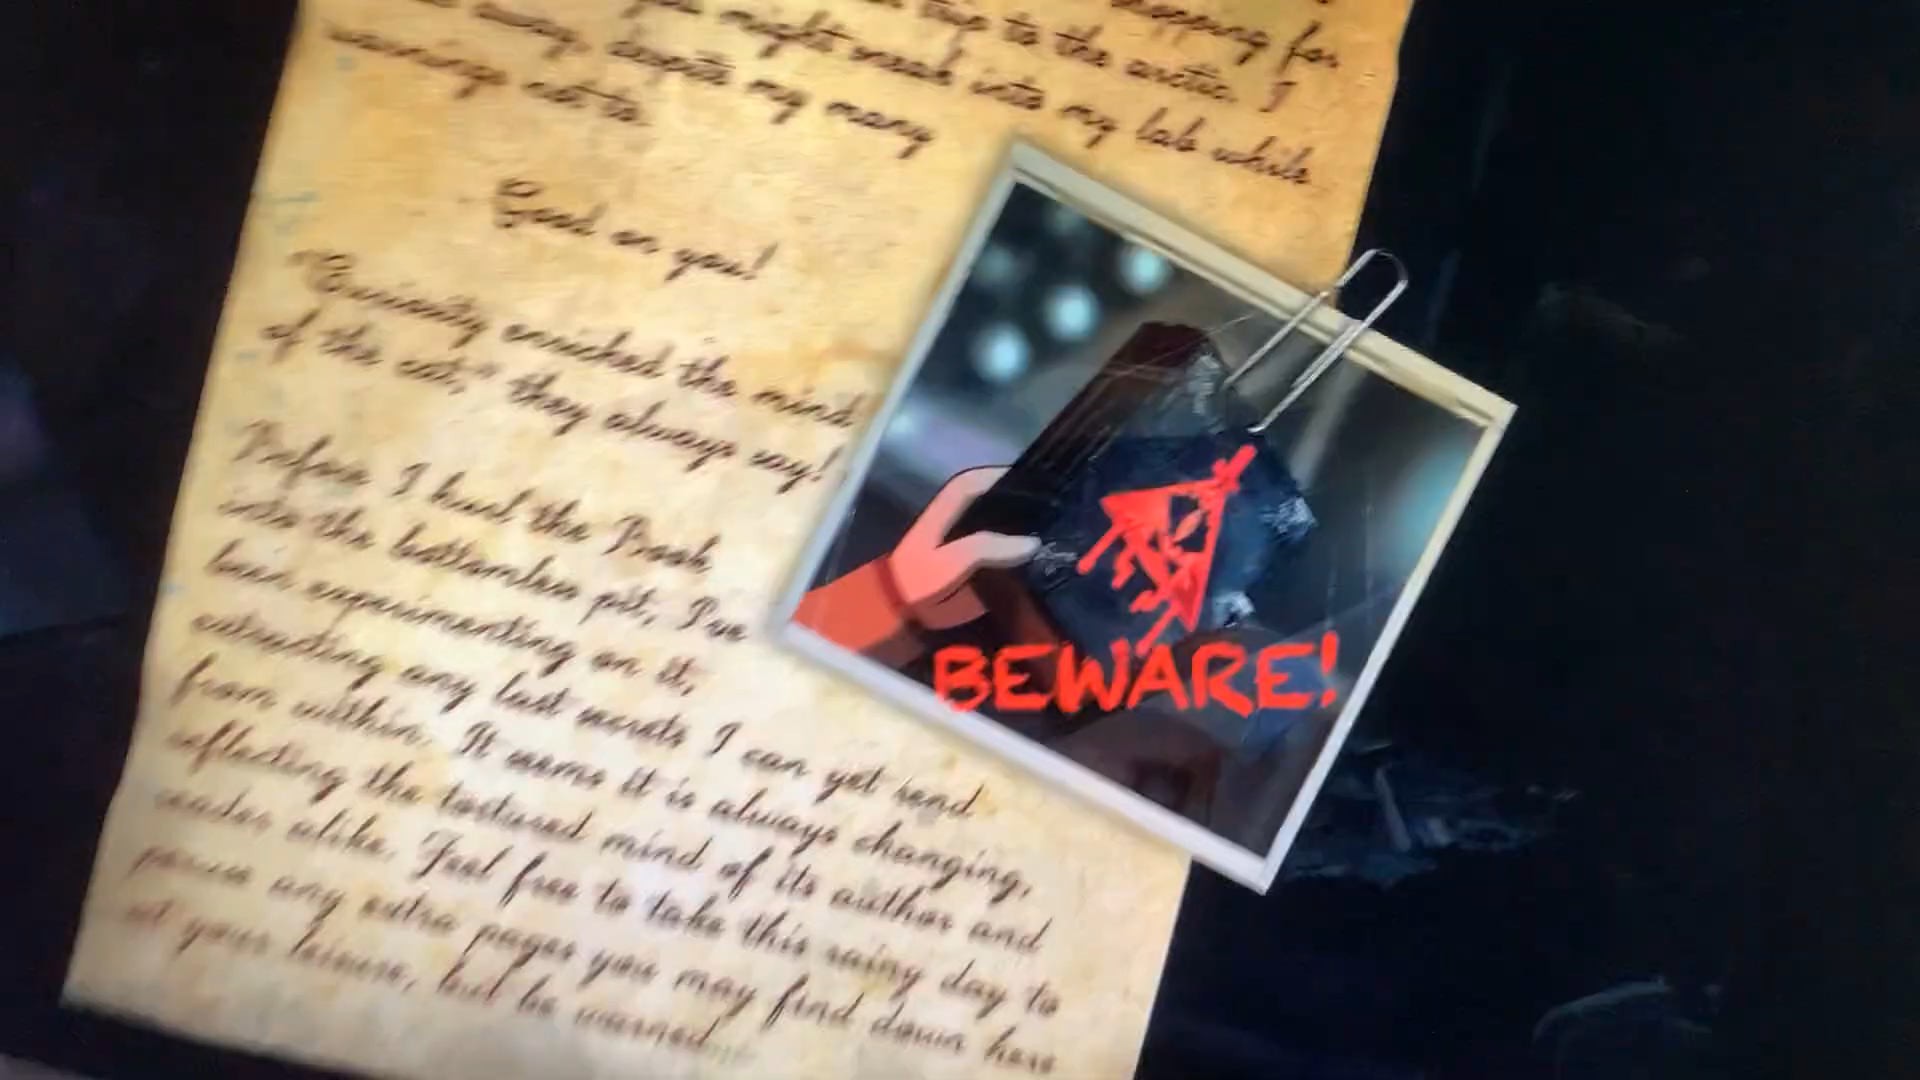 shopping for
trip to the arctic. I
you might sneak into my lab while
away, despite my many
warnings not to.
Good on you!
"Curiosity enriched the mind
of the cat," they always say!
Before I hurl the Book
into the bottomless pit, I've
been experimenting on it,
extracting any last secrets I can yet rend
from within. It seems it is always changing,
reflecting the tortured mind of its author and
reader alike. Feel free to take this rainy day to
peruse any extra pages you may find down here
at your leisure, but be warned
BEWARE!